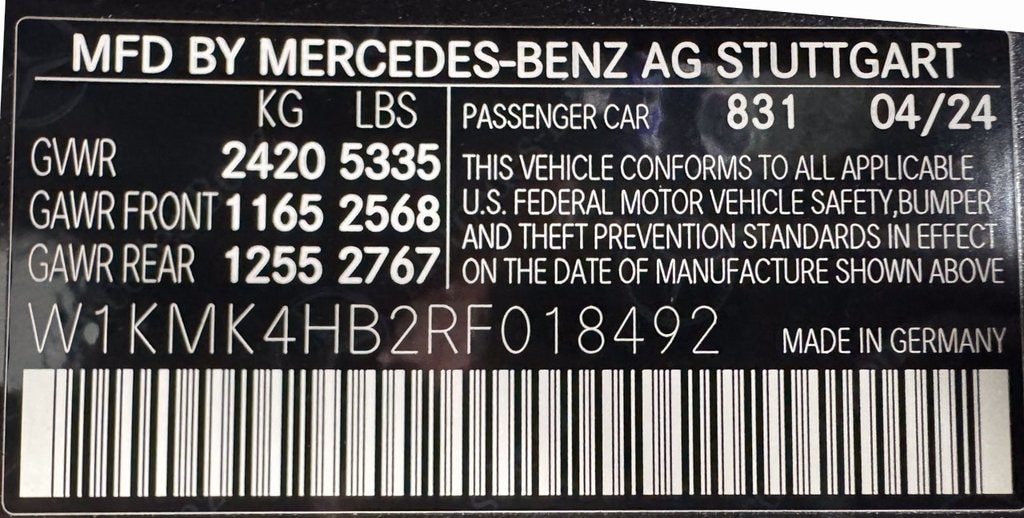 MFD BY MERCEDES-BENZ AG STUTTGART
KG LBS
GVWR 2420 5335
GAWR FRONT 1165 2568
GAWR REAR 1255 2767
PASSENGER CAR 831 04/24
THIS VEHICLE CONFORMS TO ALL APPLICABLE
U.S. FEDERAL MOTOR VEHICLE SAFETY,BUMPER
AND THEFT PREVENTION STANDARDS IN EFFECT
ON THE DATE OF MANUFACTURE SHOWN ABOVE
W1KMK4HB2RF018492
MADE IN GERMANY